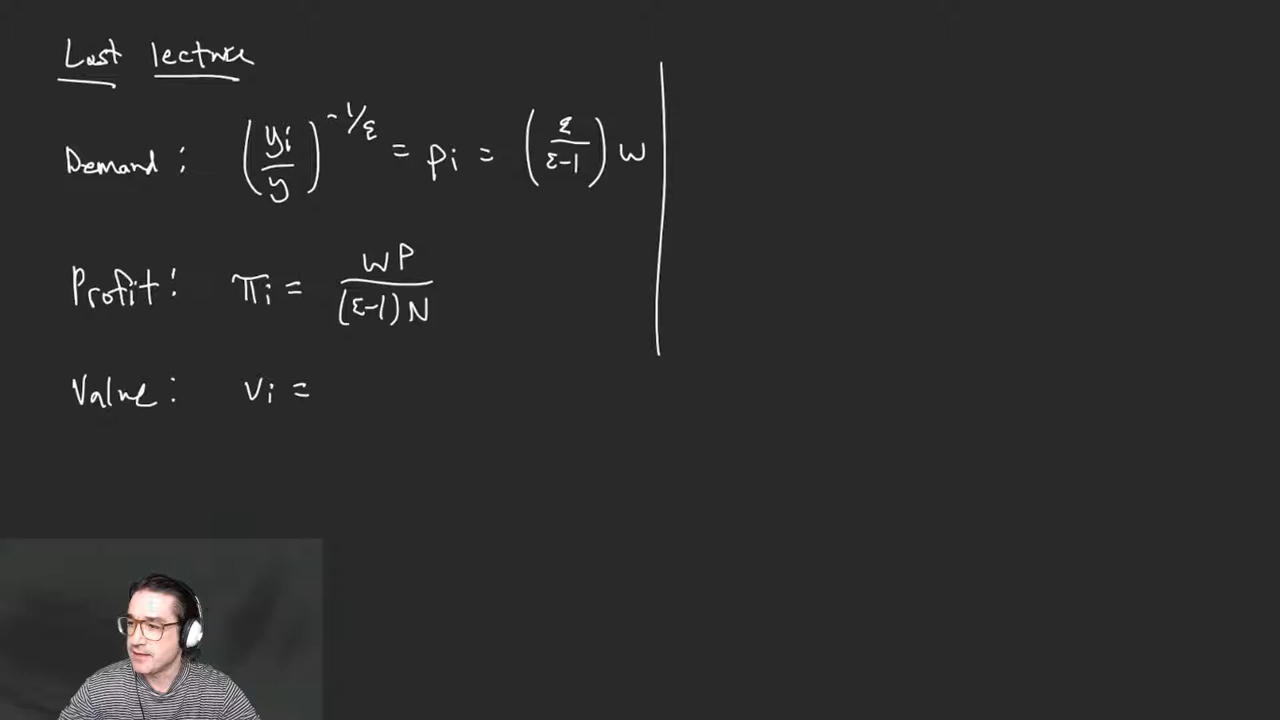 Last lecture
Demand: (yi/y)^(-1/ε) = pi = (ε/(ε-1)) w
Profit: πi = wP/((ε-1)N)
Value: vi =